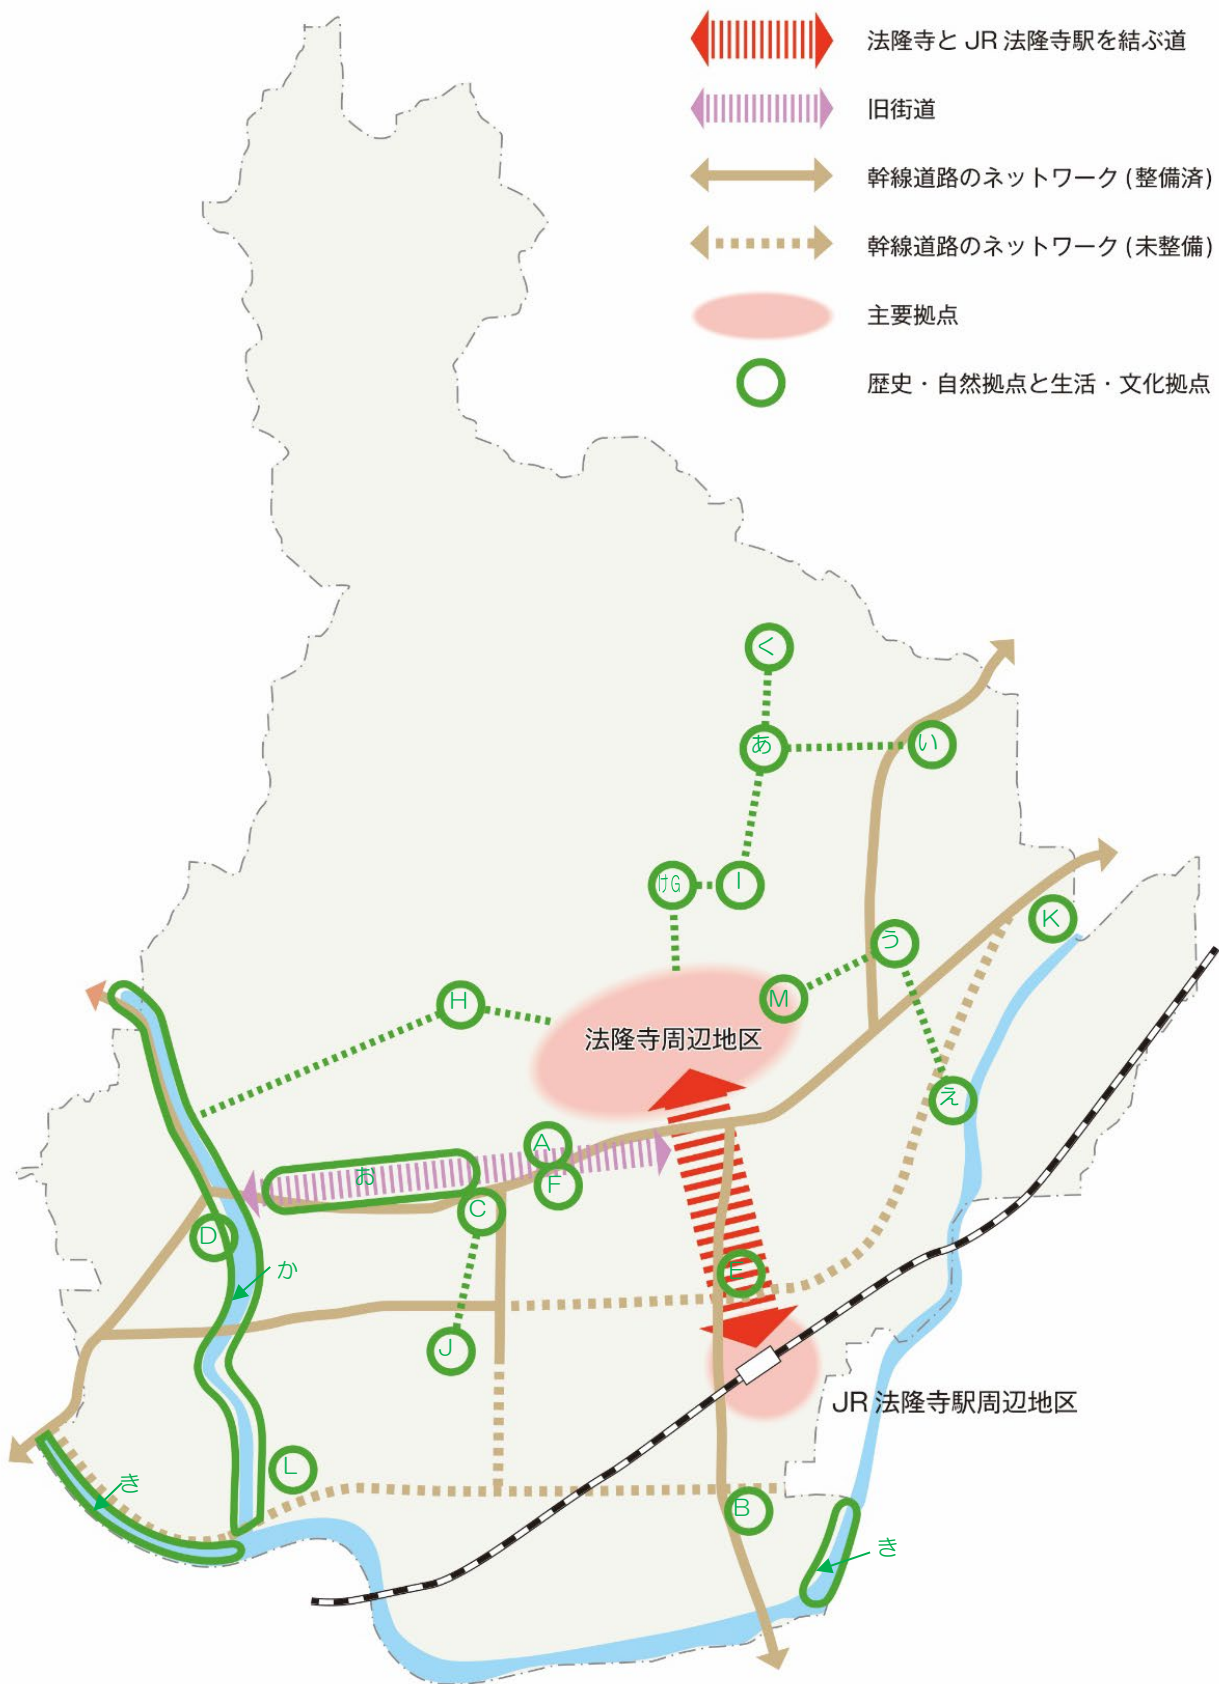 法隆寺と JR 法隆寺駅を結ぶ道
旧街道
幹線道路のネットワーク (整備済)
幹線道路のネットワーク (未整備)
主要拠点
歴史・自然拠点と生活・文化拠点
く
あ
い
けG
I
K
う
H
M
法隆寺周辺地区
え
A
お
F
C
D
か
E
J
JR 法隆寺駅周辺地区
L
き
B
き